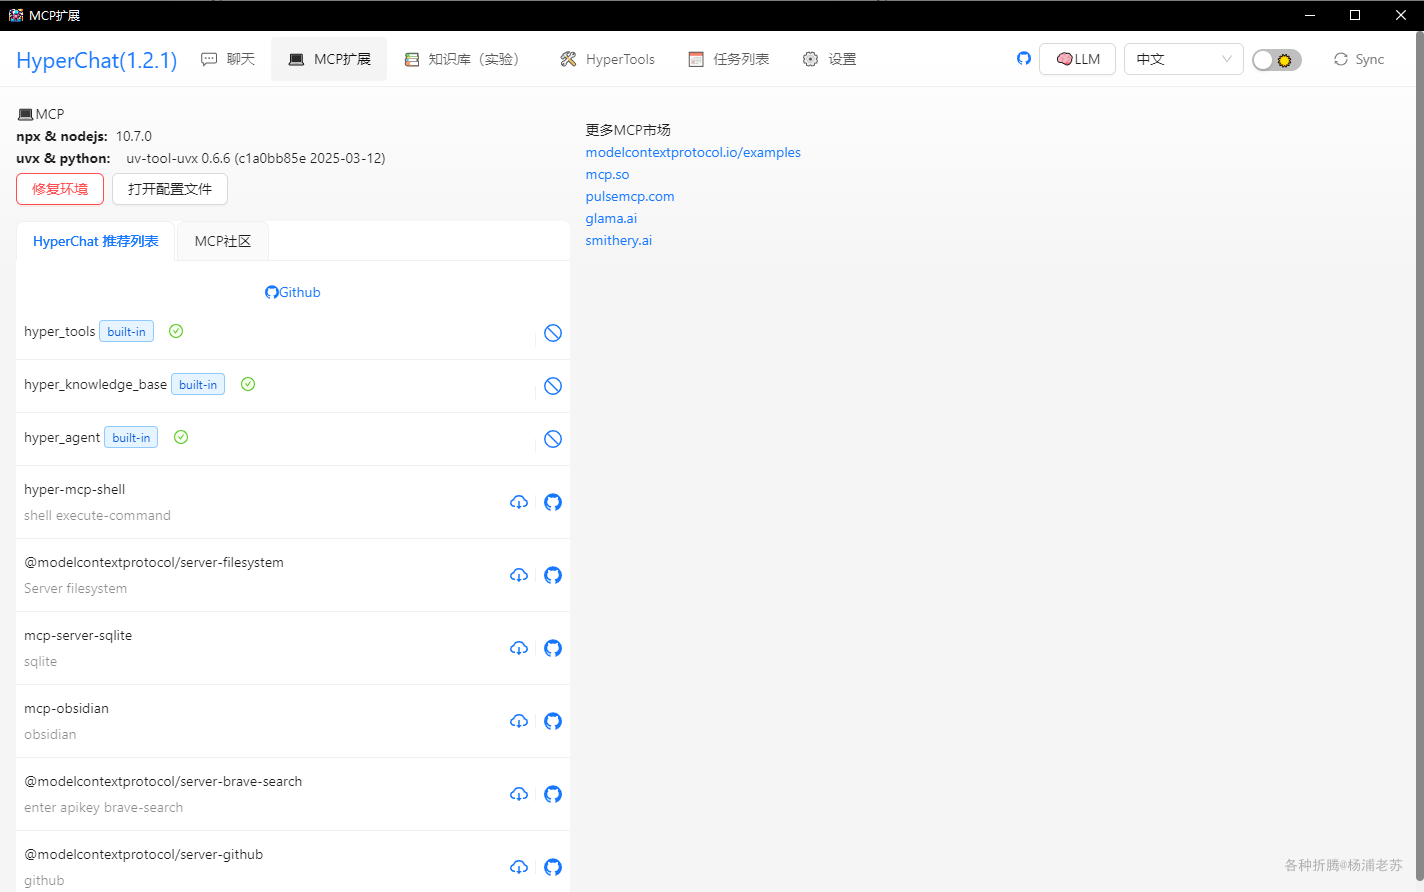 MCP扩展
HyperChat(1.2.1)
聊天
MCP扩展
知识库（实验）
HyperTools
任务列表
设置
LLM
中文
Sync
MCP
npx & nodejs: 10.7.0
uvx & python: uv-tool-uvx 0.6.6 (c1a0bb85e 2025-03-12)
修复环境
打开配置文件
HyperChat 推荐列表
MCP社区
Github
hyper_tools built-in
hyper_knowledge_base built-in
hyper_agent built-in
hyper-mcp-shell
shell execute-command
@modelcontextprotocol/server-filesystem
Server filesystem
mcp-server-sqlite
sqlite
mcp-obsidian
obsidian
@modelcontextprotocol/server-brave-search
enter apikey brave-search
@modelcontextprotocol/server-github
github
更多MCP市场
modelcontextprotocol.io/examples
mcp.so
pulsemcp.com
glama.ai
smithery.ai
各种折腾@杨浦老苏